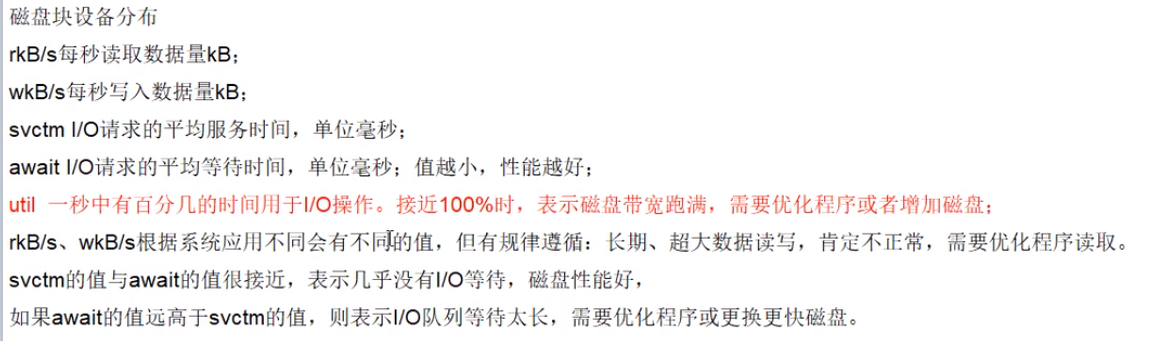 磁盘块设备分布
rkB/s每秒读取数据量kB；
wkB/s每秒写入数据量kB；
svctm I/O请求的平均服务时间，单位毫秒；
await I/O请求的平均等待时间，单位毫秒；值越小，性能越好；
util 一秒中有百分几的时间用于I/O操作。接近100%时，表示磁盘带宽跑满，需要优化程序或者增加磁盘；
rkB/s、wkB/s根据系统应用不同会有不同的值，但有规律遵循：长期、超大数据读写，肯定不正常，需要优化程序读取。
svctm的值与await的值很接近，表示几乎没有I/O等待，磁盘性能好，
如果await的值远高于svctm的值，则表示I/O队列等待太长，需要优化程序或更换更快磁盘。